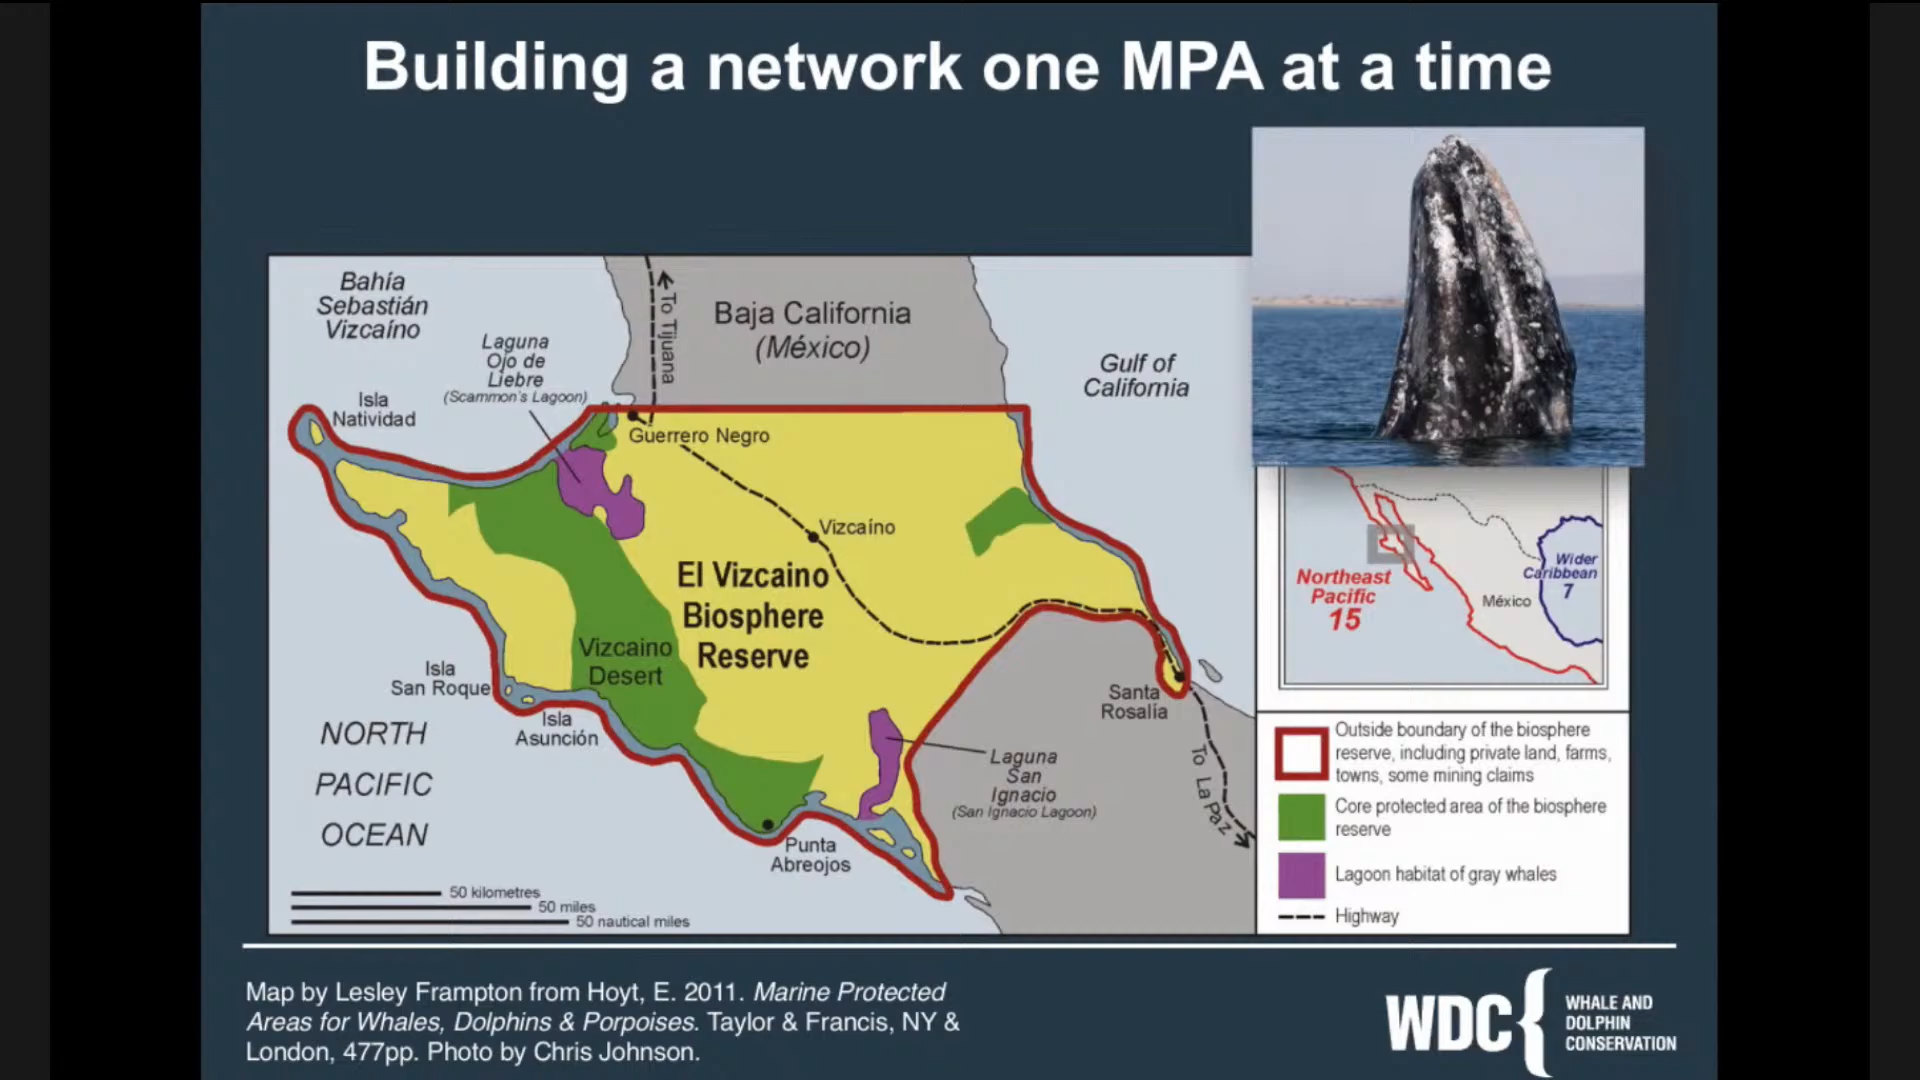 Building a network one MPA at a time
Bahía
Sebastián
Vizcaíno
Laguna
Ojo de
Liebre
(Scammon's Lagoon)
Isla
Natividad
To Tijuana
Baja California
(México)
Gulf of
California
Guerrero Negro
Vizcaíno
El Vizcaino
Biosphere
Reserve
Vizcaino
Desert
Isla
San Roque
Isla
Asunción
NORTH
PACIFIC
OCEAN
Punta
Abreojos
Laguna
San
Ignacio
(San Ignacio Lagoon)
Santa
Rosalía
To La Paz
50 kilometres
50 miles
50 nautical miles
Northeast
Pacific
15
México
Wider
Caribbean
7
Outside boundary of the biosphere
reserve, including private land, farms,
towns, some mining claims
Core protected area of the biosphere
reserve
Lagoon habitat of gray whales
Highway
Map by Lesley Frampton from Hoyt, E. 2011. Marine Protected
Areas for Whales, Dolphins & Porpoises. Taylor & Francis, NY &
London, 477pp. Photo by Chris Johnson.
WDC
WHALE AND
DOLPHIN
CONSERVATION